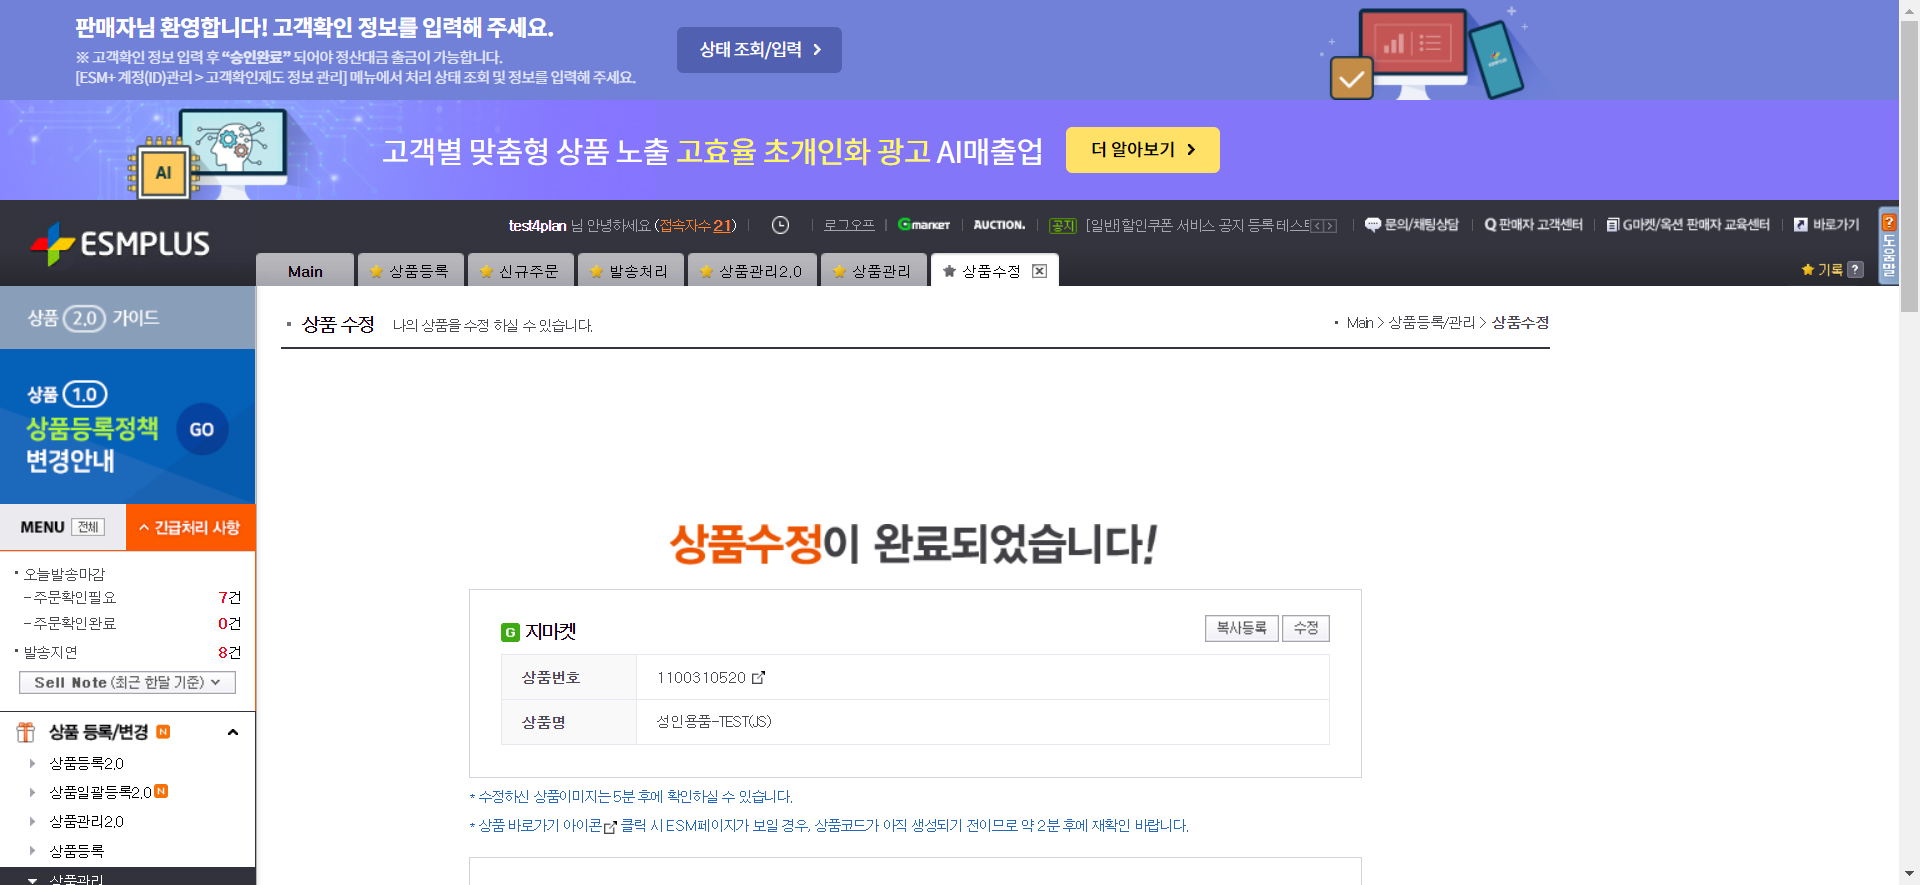 판매자님 환영합니다! 고객확인 정보를 입력해 주세요.
※ 고객확인 정보 입력 후 “승인완료” 되어야 정산대금 출금이 가능합니다.
[ESM+ 계정(ID)관리 > 고객확인제도 정보 관리] 메뉴에서 처리 상태 조회 및 정보를 입력해 주세요.
상태 조회/입력 >
AI
고객별 맞춤형 상품 노출 고효율 초개인화 광고 AI매출업
더 알아보기 >
ESMPLUS
test4plan 님 안녕하세요 (접속자수 21)
로그오프
Gmarket
AUCTION.
공지 [일반]할인쿠폰 서비스 공지 등록 테스트
문의/채팅상담
Q 판매자 고객센터
G마켓/옥션 판매자 교육센터
바로가기
? 도움말
Main
상품등록
신규주문
발송처리
상품관리2.0
상품관리
상품수정
기록 ?
상품 2.0 가이드
상품 1.0
상품등록정책
변경안내
GO
MENU 전체
긴급처리 사항
오늘발송마감
-주문확인필요 7건
-주문확인완료 0건
발송지연 8건
Sell Note (최근 한달 기준)
상품 등록/변경 N
상품등록2.0
상품일괄등록2.0 N
상품관리2.0
상품등록
상품관리
상품 수정 나의 상품을 수정 하실 수 있습니다.
Main > 상품등록/관리 > 상품수정
상품수정이 완료되었습니다!
G 지마켓
복사등록
수정
상품번호 1100310520
상품명 성인용품-TEST(JS)
* 수정하신 상품이미지는 5분 후에 확인하실 수 있습니다.
* 상품 바로가기 아이콘 클릭 시 ESM페이지가 보일 경우, 상품코드가 아직 생성되기 전이므로 약 2분 후에 재확인 바랍니다.